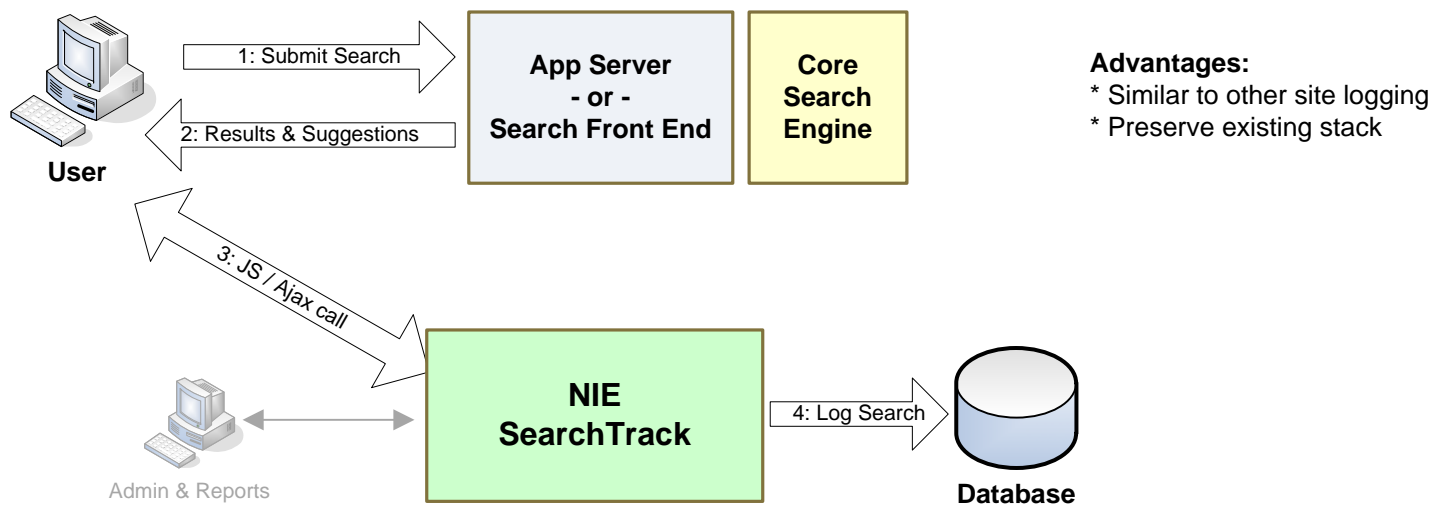 1: Submit Search
2: Results & Suggestions
User
App Server
- or -
Search Front End
Core
Search
Engine
Advantages:
* Similar to other site logging
* Preserve existing stack
3: JS / Ajax call
NIE
SearchTrack
4: Log Search
Admin & Reports
Database